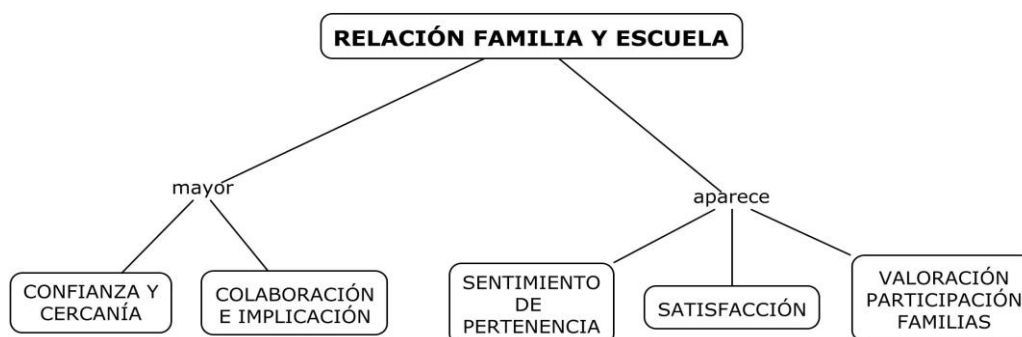 RELACIÓN FAMILIA Y ESCUELA
mayor
aparece
CONFIANZA Y
CERCANÍA
COLABORACIÓN
E IMPLICACIÓN
SENTIMIENTO
DE
PERTENENCIA
SATISFACCIÓN
VALORACIÓN
PARTICIPACIÓN
FAMILIAS